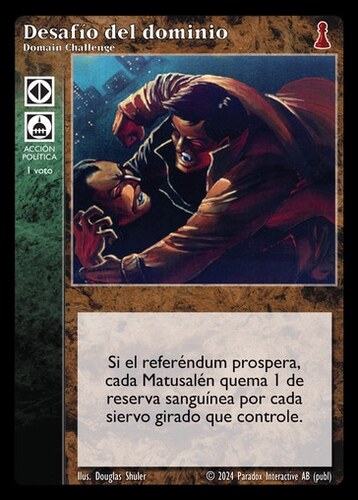 Desafío del dominio
Domain Challenge
ACCIÓN
POLÍTICA
1 voto
Si el referéndum prospera,
cada Matusalén quema 1 de
reserva sanguínea por cada
siervo girado que controle.
Ilus. Douglas Shuler © 2024 Paradox Interactive AB (publ)